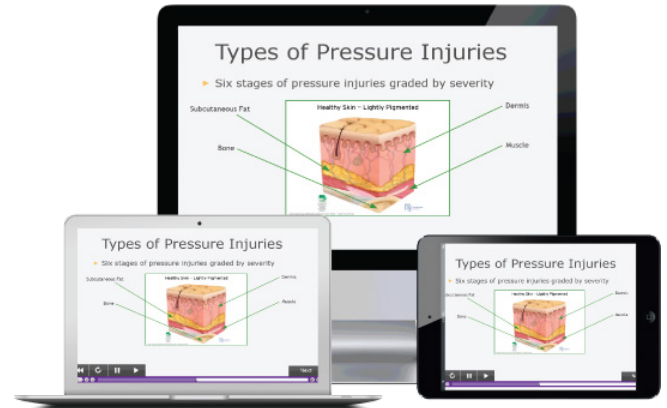 Types of Pressure Injuries
Six stages of pressure injuries graded by severity
Healthy Skin – Lightly Pigmented
Subcutaneous Fat
Dermis
Bone
Muscle
Types of Pressure Injuries
Six stages of pressure injuries graded by severity
Healthy Skin – Lightly Pigmented
Subcutaneous Fat
Dermis
Bone
Muscle
Next
Types of Pressure Injuries
Six stages of pressure injuries graded by severity
Healthy Skin – Lightly Pigmented
ubcutaneous Fat
Dermis
Bone
Muscle